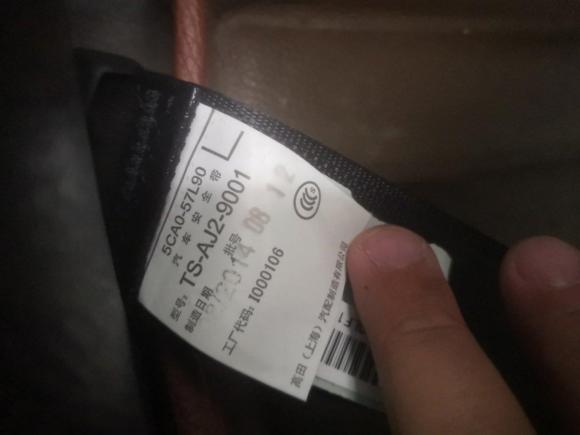 5CA0-57L90 L
汽车安全带
型号: TS-AJ2-9001
制造日期 批号
2014 08 12
工厂代码: I000106
高田(上海)汽配制造有限公司